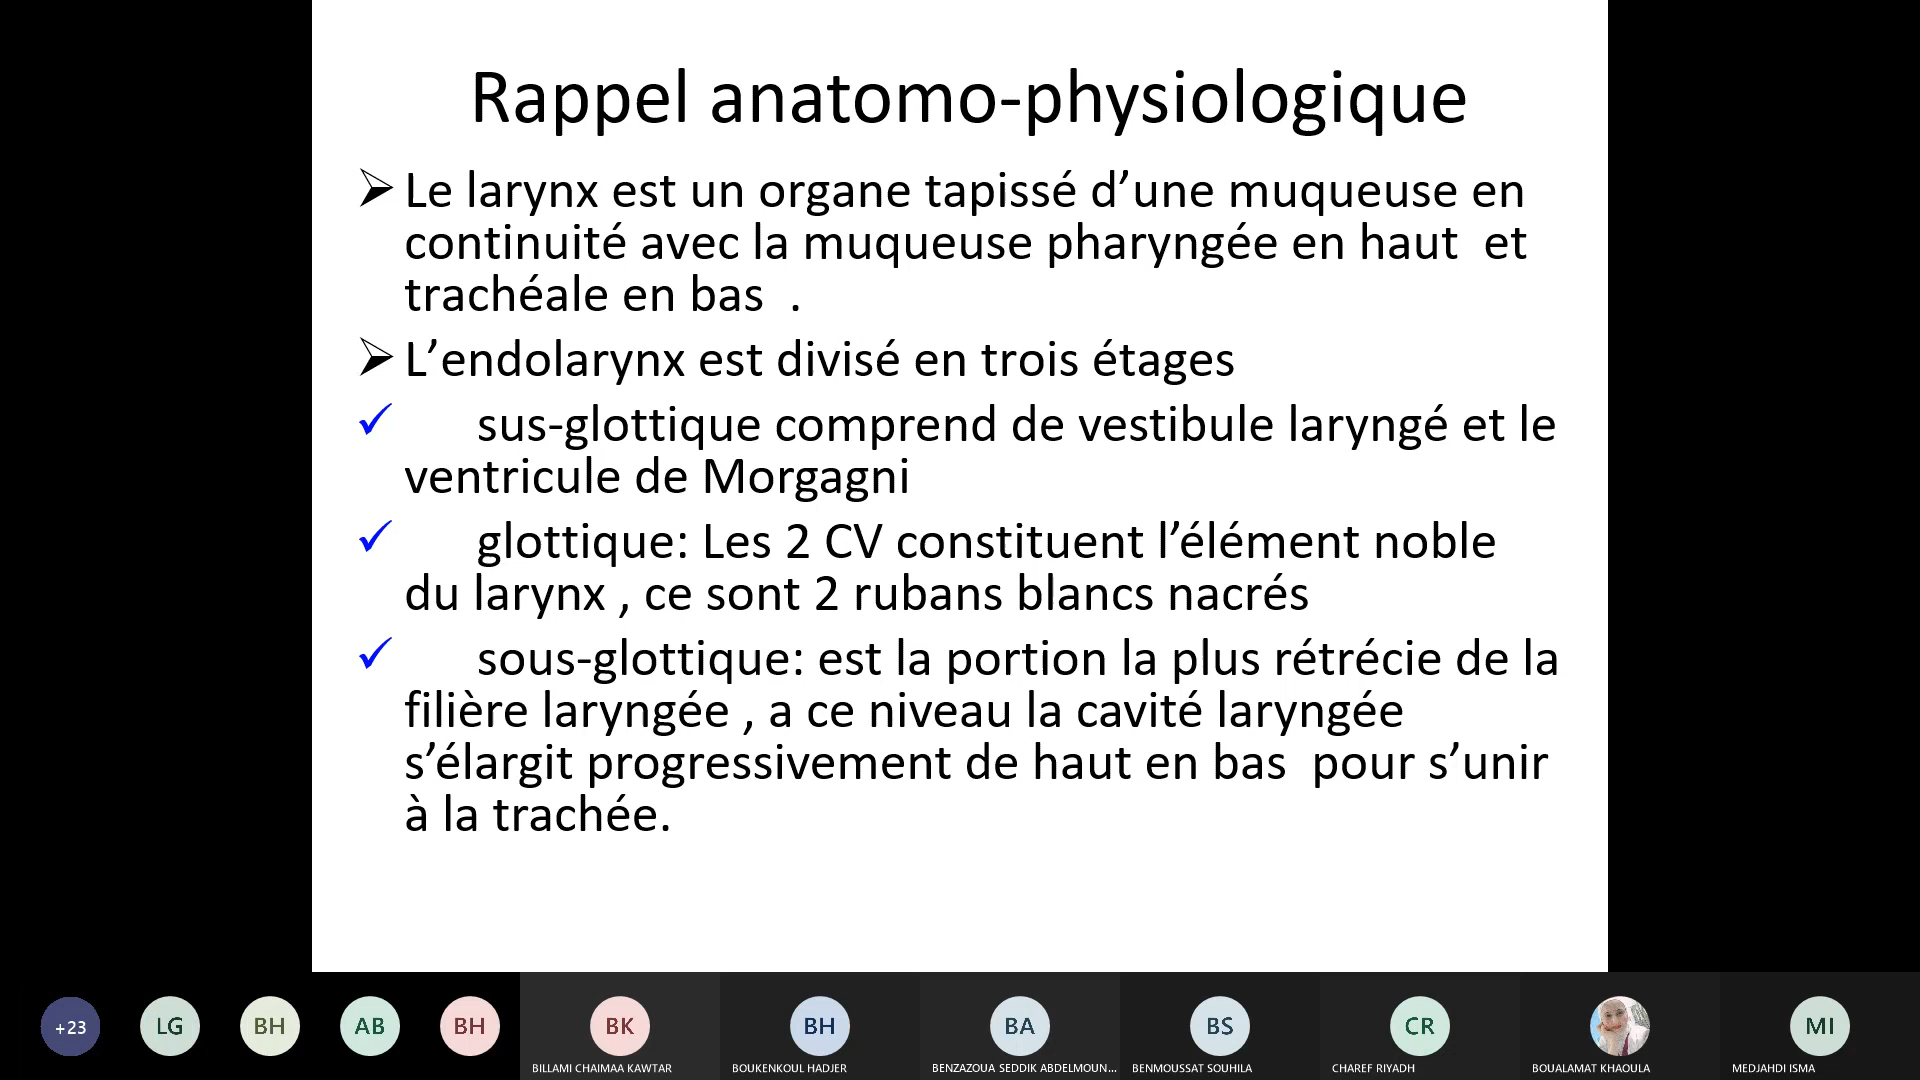 Rappel anatomo-physiologique
Le larynx est un organe tapissé d’une muqueuse en
continuité avec la muqueuse pharyngée en haut  et
trachéale en bas  .
L’endolarynx est divisé en trois étages
sus-glottique comprend de vestibule laryngé et le
ventricule de Morgagni
glottique: Les 2 CV constituent l’élément noble
du larynx , ce sont 2 rubans blancs nacrés
sous-glottique: est la portion la plus rétrécie de la
filière laryngée , a ce niveau la cavité laryngée
s’élargit progressivement de haut en bas  pour s’unir
à la trachée.
+23 LG BH AB BH BK BH BA BS CR MI
BILLAMI CHAIMAA KAWTAR BOUKENKOUL HADJER BENZAZOUA SEDDIK ABDELMOUN... BENMOUSSAT SOUHILA CHAREF RIYADH BOUALAMAT KHAOULA MEDJAHDI ISMA